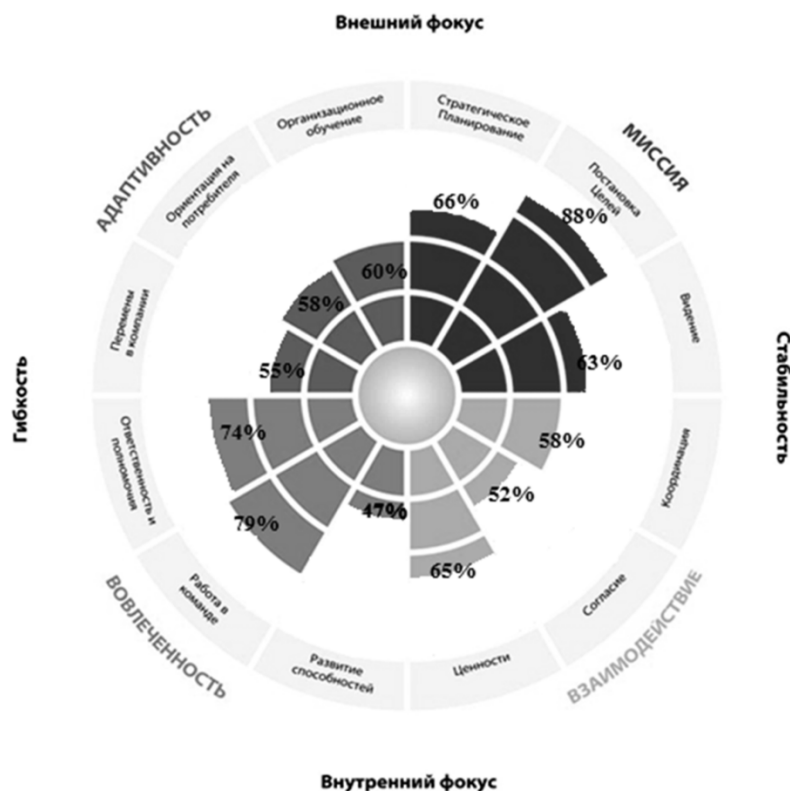 Внешний фокус
АДАПТИВНОСТЬ
МИССИЯ
Организационное
обучение
Стратегическое
Планирование
Ориентация на
потребителя
Постановка
Целей
Перемены
в компании
Видение
66%
88%
60%
58%
55%
63%
Гибкость
Стабильность
74%
79%
47%
58%
52%
65%
Ответственность и
полномочия
Координация
Работа в
команде
Согласие
Развитие
способностей
Ценности
ВОВЛЕЧЕННОСТЬ
ВЗАИМОДЕЙСТВИЕ
Внутренний фокус